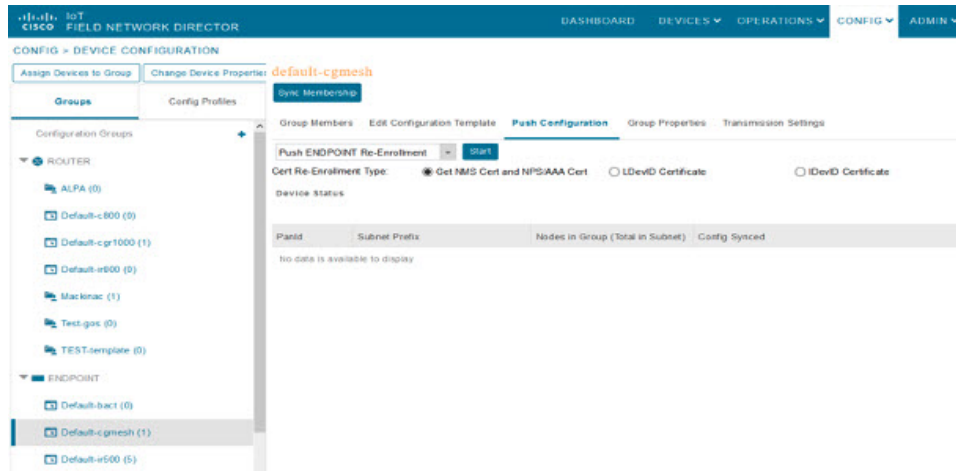 IoT
CISCO FIELD NETWORK DIRECTOR
DASHBOARD DEVICES OPERATIONS CONFIG ADMIN
CONFIG > DEVICE CONFIGURATION
Assign Devices to Group Change Device Properties
default-cgmesh
Sync Membership
Groups Config Profiles
Group Members Edit Configuration Template Push Configuration Group Properties Transmission Settings
Configuration Groups +
Push ENDPOINT Re-Enrollment Start
Cert Re-Enrollment Type: Get NMS Cert and NPS/AAA Cert LDevID Certificate IDevID Certificate
Device Status
PanId Subnet Prefix Nodes in Group (Total in Subnet) Config Synced
No data is available to display
ROUTER
ALPA (0)
Default-c800 (0)
Default-cgr1000 (1)
Default-ir800 (0)
Mackinac (1)
Test-gos (0)
TEST-template (0)
ENDPOINT
Default-bact (0)
Default-cgmesh (1)
Default-ir500 (5)